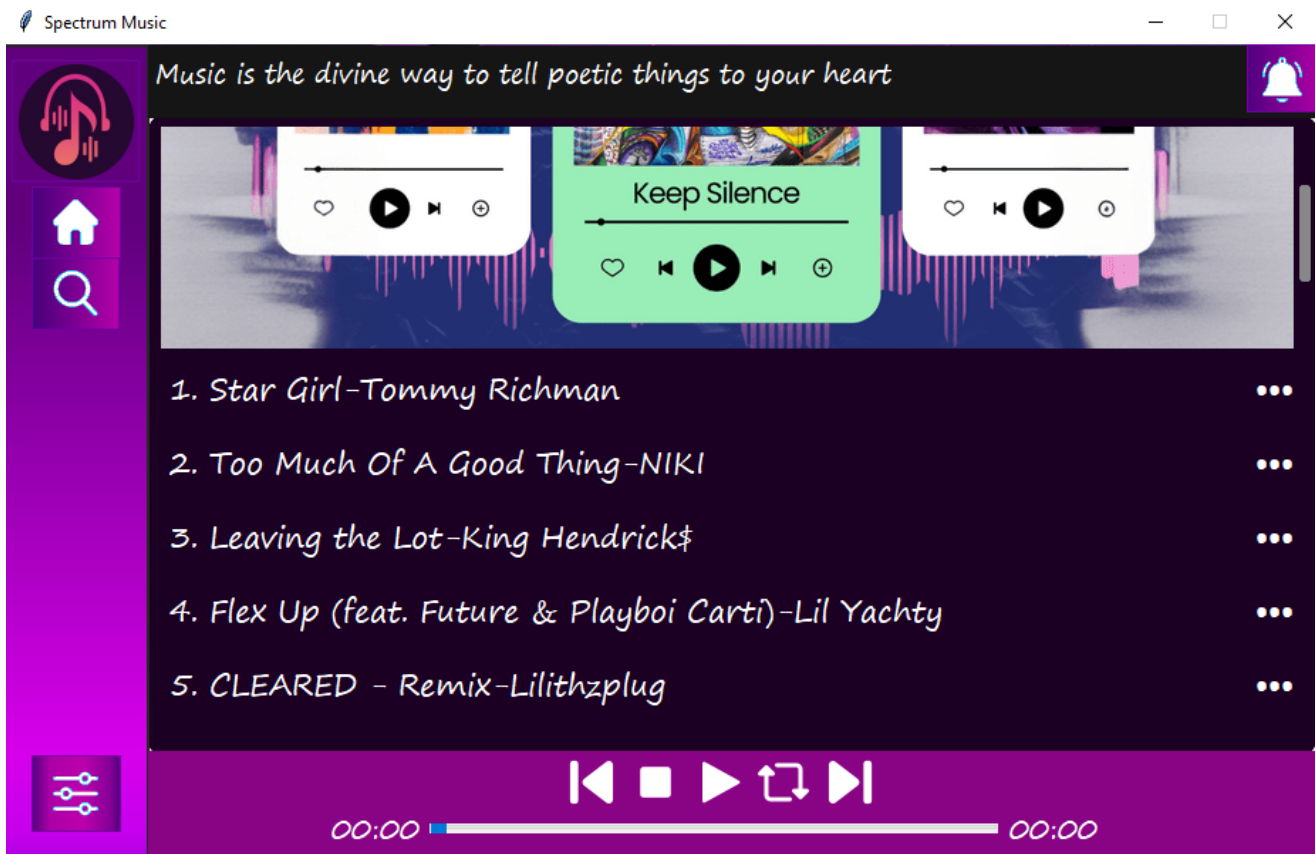 Spectrum Music
Music is the divine way to tell poetic things to your heart
Keep Silence
1. Star Girl-Tommy Richman
2. Too Much Of A Good Thing-NIKI
3. Leaving the Lot-King Hendrick$
4. Flex Up (feat. Future & Playboi Carti)-Lil Yachty
5. CLEARED - Remix-Lilithzplug
00:00 00:00